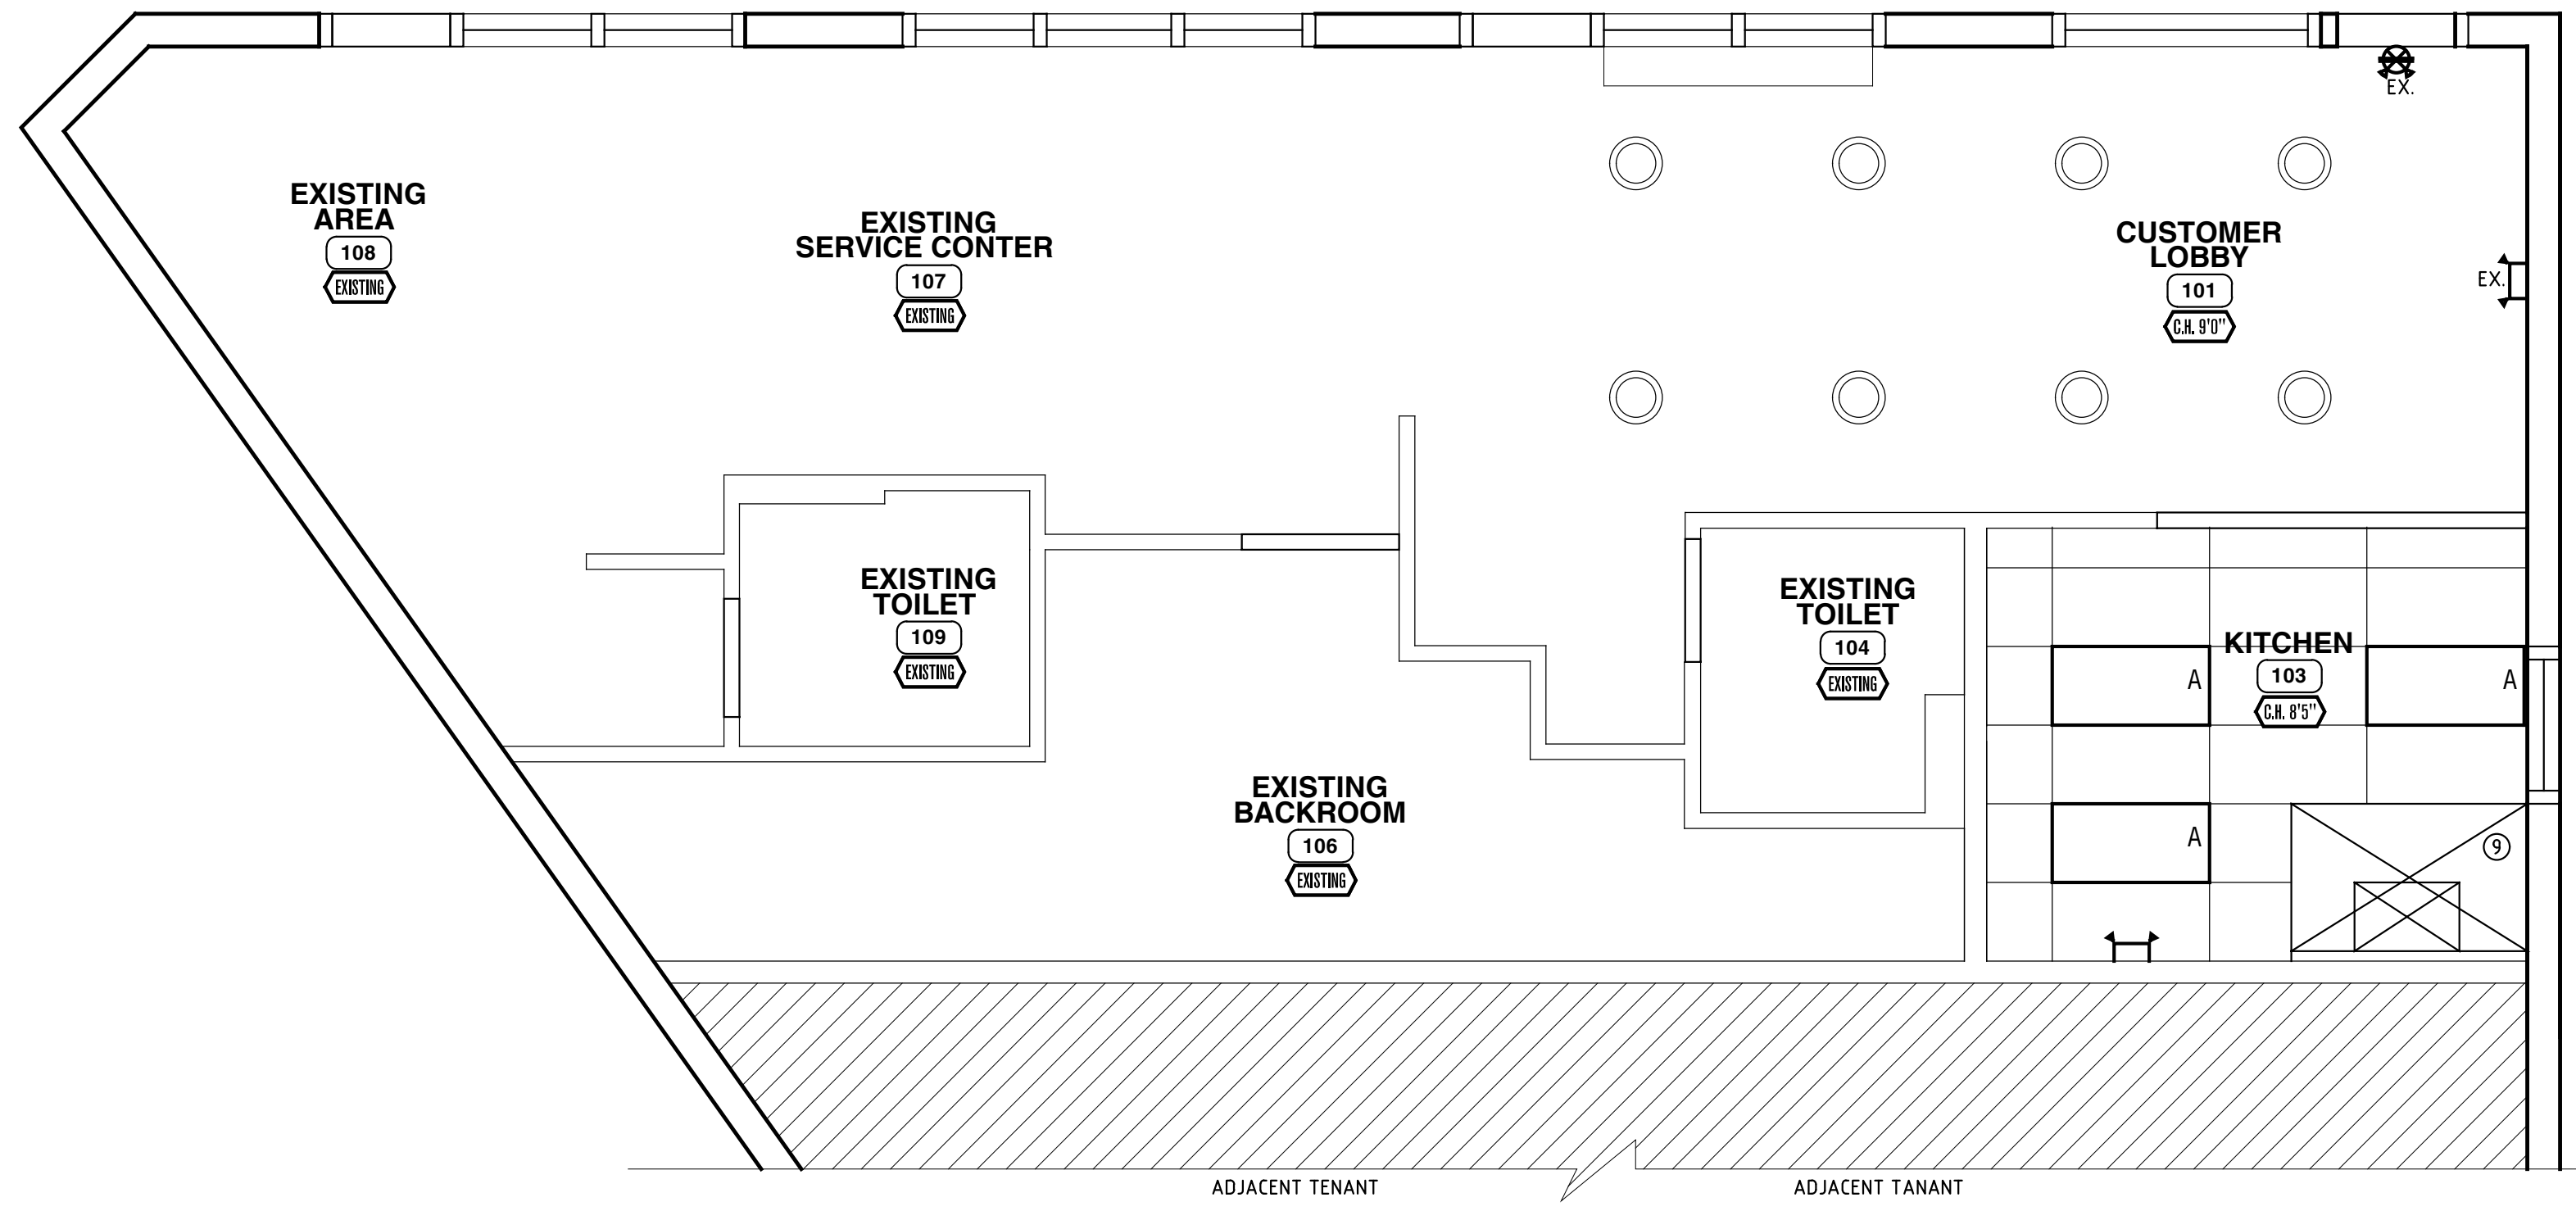 EX.
EXISTING
AREA
108
EXISTING
EXISTING
SERVICE CONTER
107
EXISTING
CUSTOMER
LOBBY
101
C.H. 9'0"
EX.
EXISTING
TOILET
109
EXISTING
EXISTING
TOILET
104
EXISTING
KITCHEN
103
C.H. 8'5"
A
A
EXISTING
BACKROOM
106
EXISTING
A
9
ADJACENT TENANT
ADJACENT TANANT